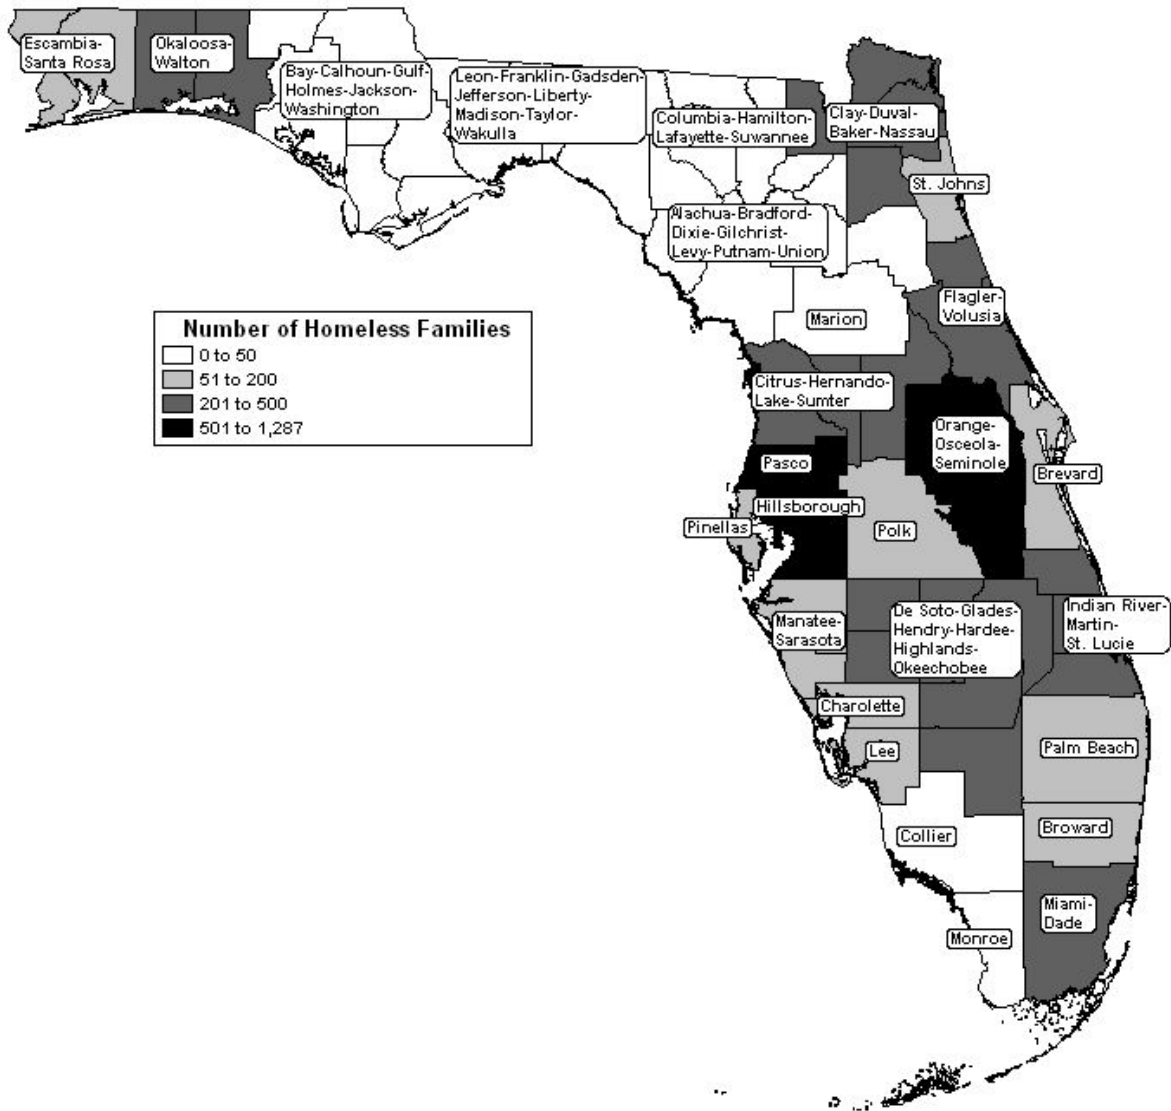 Escambia-
Santa Rosa
Okaloosa-
Walton
Bay-Calhoun-Gulf-
Holmes-Jackson-
Washington
Leon-Franklin-Gadsden-
Jefferson-Liberty-
Madison-Taylor-
Wakulla
Columbia-Hamilton-
Lafayette-Suwannee
Clay-Duval-
Baker-Nassau
St. Johns
Alachua-Bradford-
Dixie-Gilchrist-
Levy-Putnam-Union
Flagler-
Volusia
Marion
Number of Homeless Families
0 to 50
51 to 200
201 to 500
501 to 1,287
Citrus-Hernando-
Lake-Sumter
Orange-
Osceola-
Seminole
Pasco
Brevard
Hillsborough
Pinellas
Polk
Manatee-
Sarasota
De Soto-Glades-
Hendry-Hardee-
Highlands-
Okeechobee
Indian River-
Martin-
St. Lucie
Charolette
Lee
Palm Beach
Collier
Broward
Miami-
Dade
Monroe